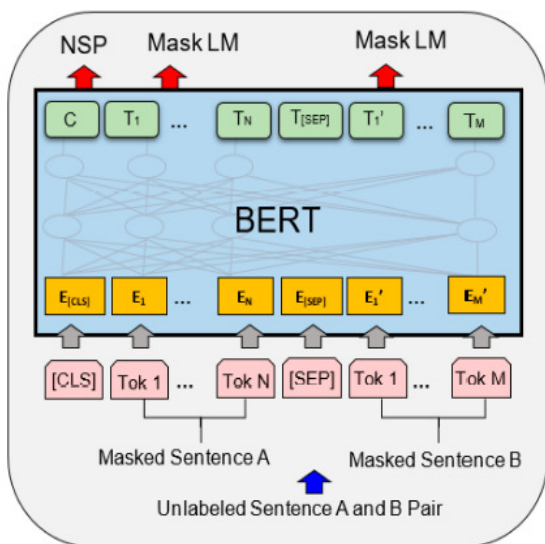 NSP Mask LM Mask LM
C T1 ... TN T[SEP] T1' ... TM
BERT
E[CLS] E1 ... EN E[SEP] E1' ... EM'
[CLS] Tok 1 ... Tok N [SEP] Tok 1 ... Tok M
Masked Sentence A Masked Sentence B
Unlabeled Sentence A and B Pair